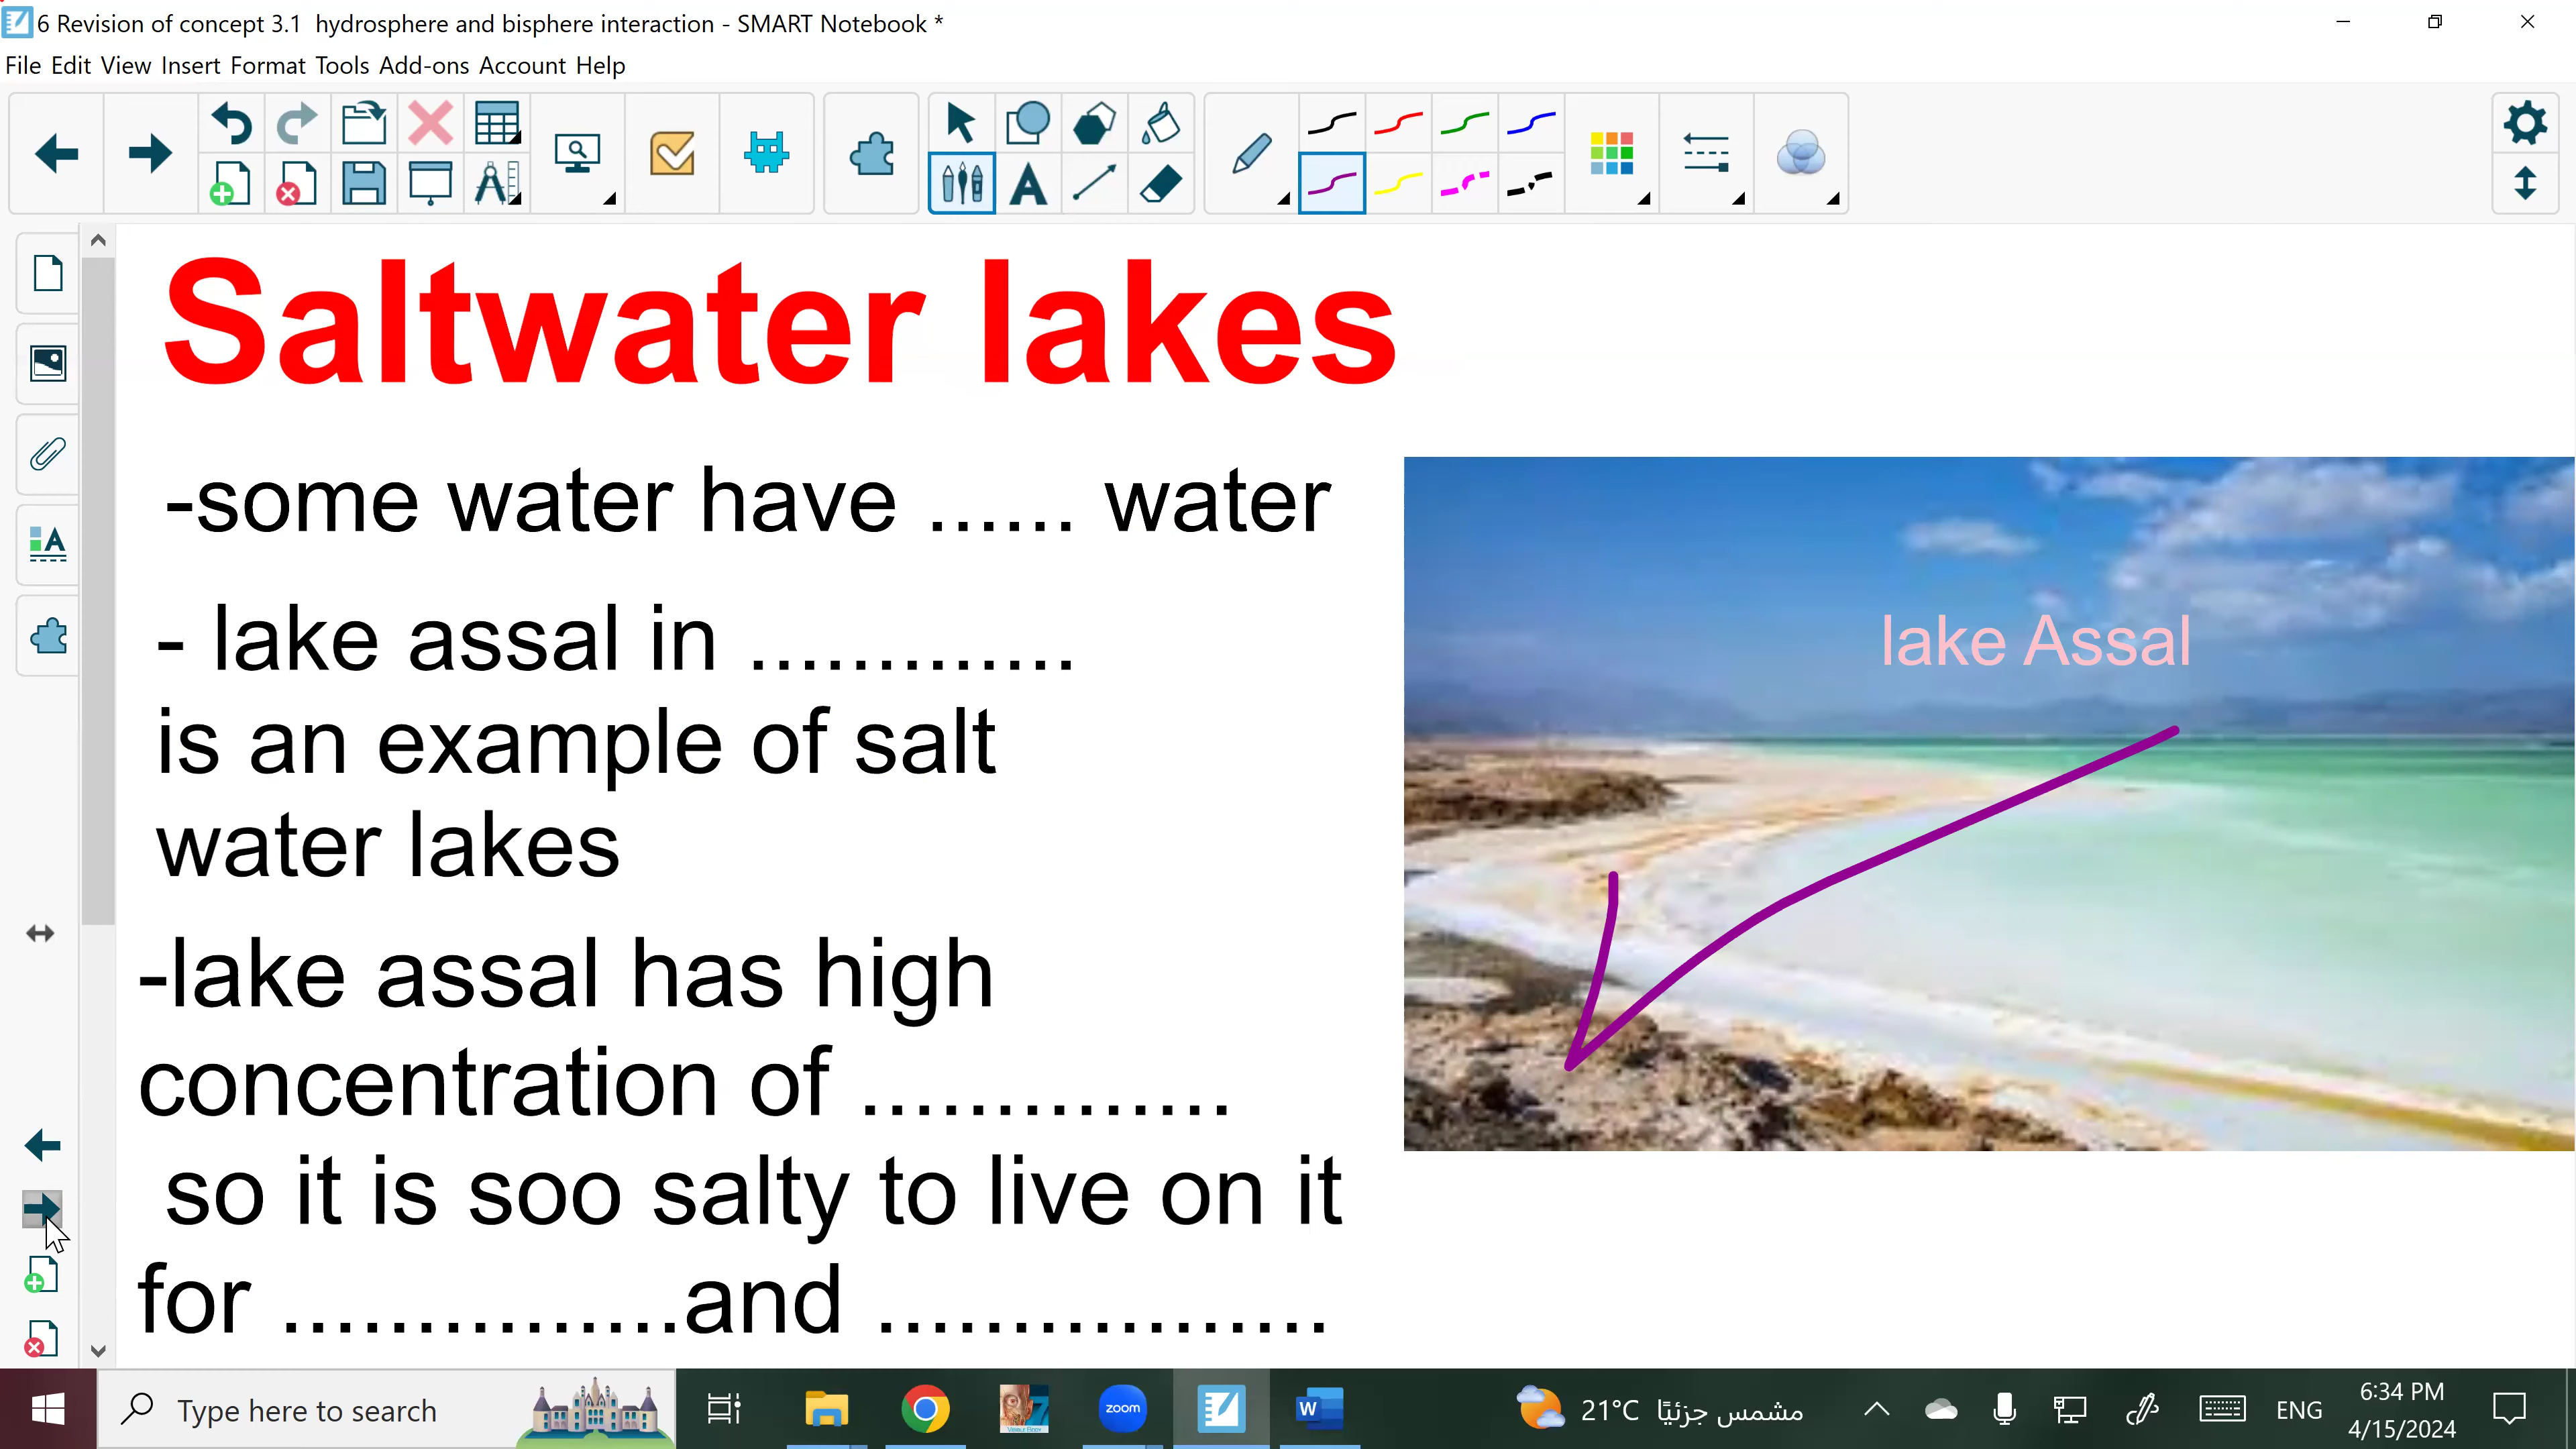 6 Revision of concept 3.1  hydrosphere and bisphere interaction - SMART Notebook *
File Edit View Insert Format Tools Add-ons Account Help
Saltwater lakes
-some water have ...... water
- lake assal in .............
is an example of salt
water lakes
-lake assal has high
concentration of ..............
so it is soo salty to live on it
for ...............and .................
lake Assal
Type here to search
zoom
W
21°C مشمس جزئيًا
ENG
6:34 PM
4/15/2024